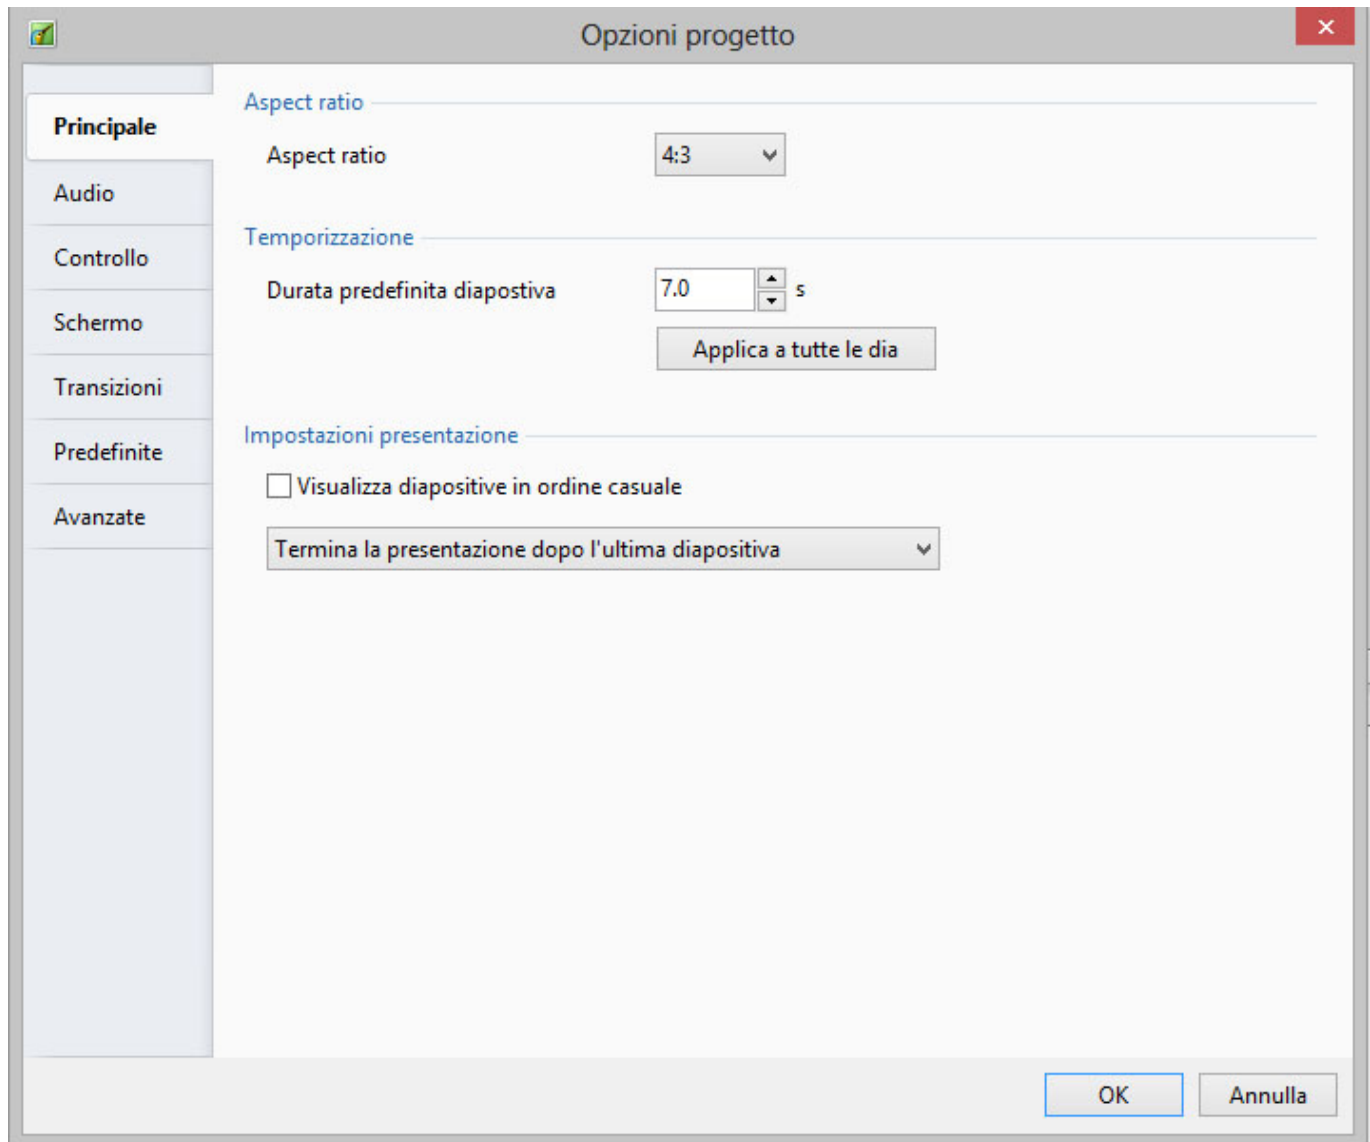 Opzioni progetto
Principale
Audio
Controllo
Schermo
Transizioni
Predefinite
Avanzate
Aspect ratio
Aspect ratio 4:3
Temporizzazione
Durata predefinita diapostiva 7.0 s
Applica a tutte le dia
Impostazioni presentazione
Visualizza diapositive in ordine casuale
Termina la presentazione dopo l'ultima diapositiva
OK Annulla